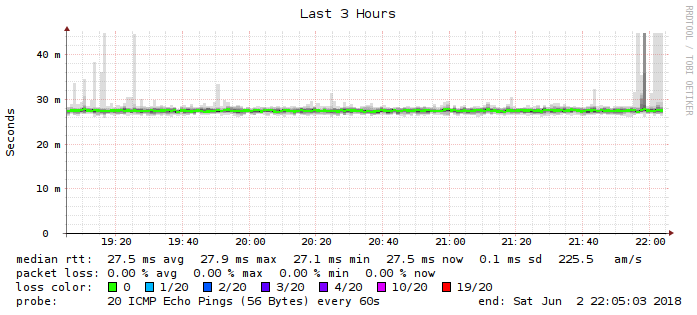 Last 3 Hours
RRDTOOL / TOBI OETIKER
Seconds
40 m
30 m
20 m
10 m
0
19:20 19:40 20:00 20:20 20:40 21:00 21:20 21:40 22:00
median rtt: 27.5 ms avg 27.9 ms max 27.1 ms min 27.5 ms now 0.1 ms sd 225.5 am/s
packet loss: 0.00 % avg 0.00 % max 0.00 % min 0.00 % now
loss color: 0 1/20 2/20 3/20 4/20 10/20 19/20
probe: 20 ICMP Echo Pings (56 Bytes) every 60s end: Sat Jun 2 22:05:03 2018